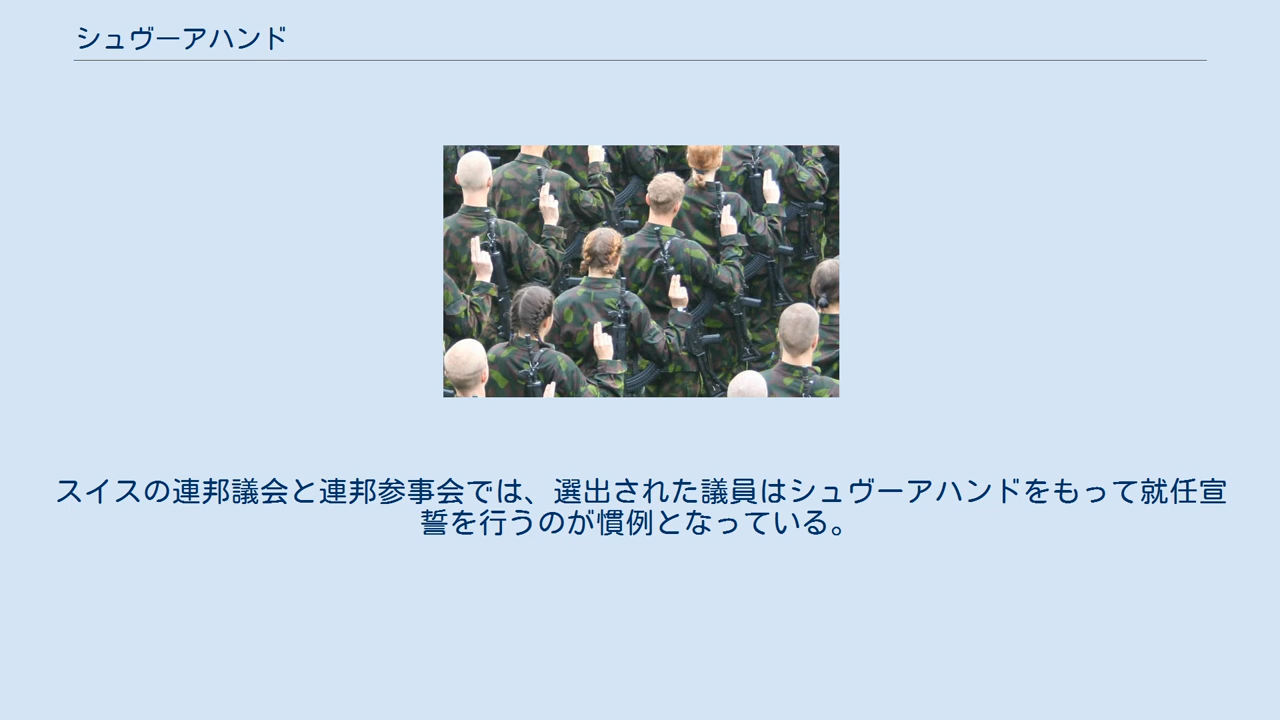 シュヴーアハンド
スイスの連邦議会と連邦参事会では、選出された議員はシュヴーアハンドをもって就任宣
誓を行うのが慣例となっている。